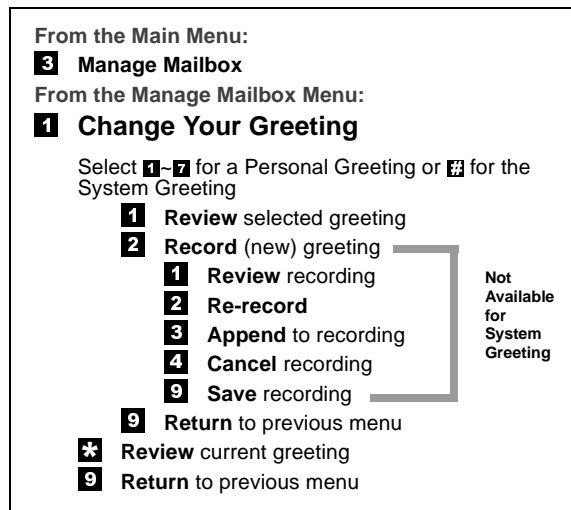 From the Main Menu:
3 Manage Mailbox
From the Manage Mailbox Menu:
1 Change Your Greeting
Select 1~7 for a Personal Greeting or # for the
System Greeting
1 Review selected greeting
2 Record (new) greeting
1 Review recording
2 Re-record
3 Append to recording
4 Cancel recording
9 Save recording
Not
Available
for
System
Greeting
9 Return to previous menu
* Review current greeting
9 Return to previous menu